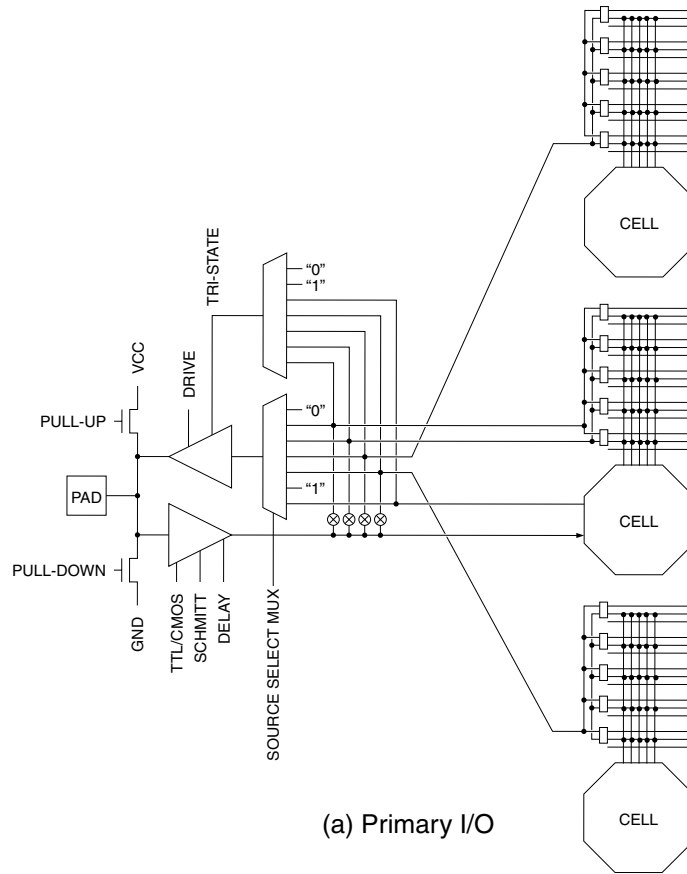 CELL
TRI-STATE
"0"
"1"
VCC
DRIVE
PULL-UP
"0"
CELL
PAD
"1"
PULL-DOWN
GND
TTL/CMOS
SCHMITT
DELAY
SOURCE SELECT MUX
CELL
(a) Primary I/O